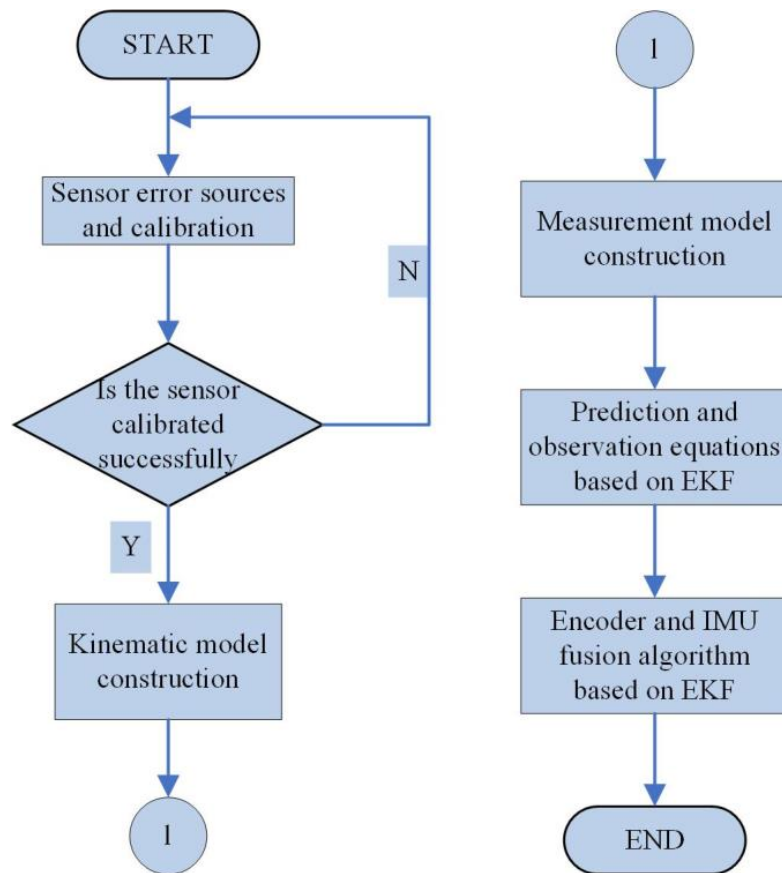 START
Sensor error sources
and calibration
N
Is the sensor
calibrated
successfully
Y
Kinematic model
construction
1
1
Measurement model
construction
Prediction and
observation equations
based on EKF
Encoder and IMU
fusion algorithm
based on EKF
END